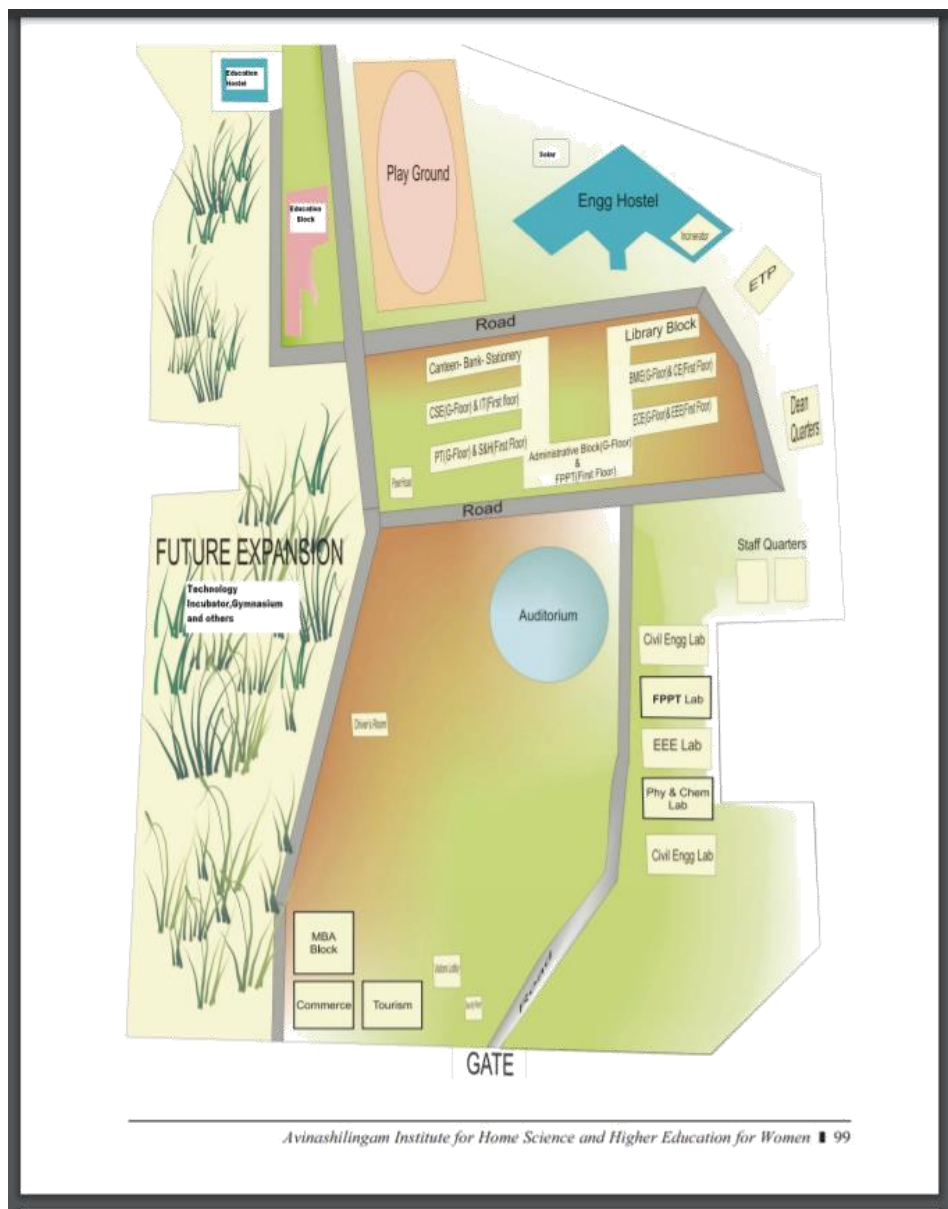 Education
Hostel
Play Ground
Solar
Engg Hostel
Incinerator
ETP
Education
Block
Road
Library Block
Canteen- Bank- Stationery
BME(G-Floor)& CE(First Floor)
CSE(G-Floor)& IT(First floor)
ECE(G-Floor)& EEE(First Floor)
Dean
Quarters
PT(G-Floor) & S&H(First Floor)
Administrative Block(G-Floor)
&
FPPT(First Floor)
Road
Staff Quarters
FUTURE EXPANSION
Technology
Incubator,Gymnasium
and others
Auditorium
Civil Engg Lab
FPPT Lab
Driver's Room
EEE Lab
Phy & Chem
Lab
Civil Engg Lab
MBA
Block
Commerce
Tourism
Visitors Lobby
Road
GATE
Avinashilingam Institute for Home Science and Higher Education for Women 99